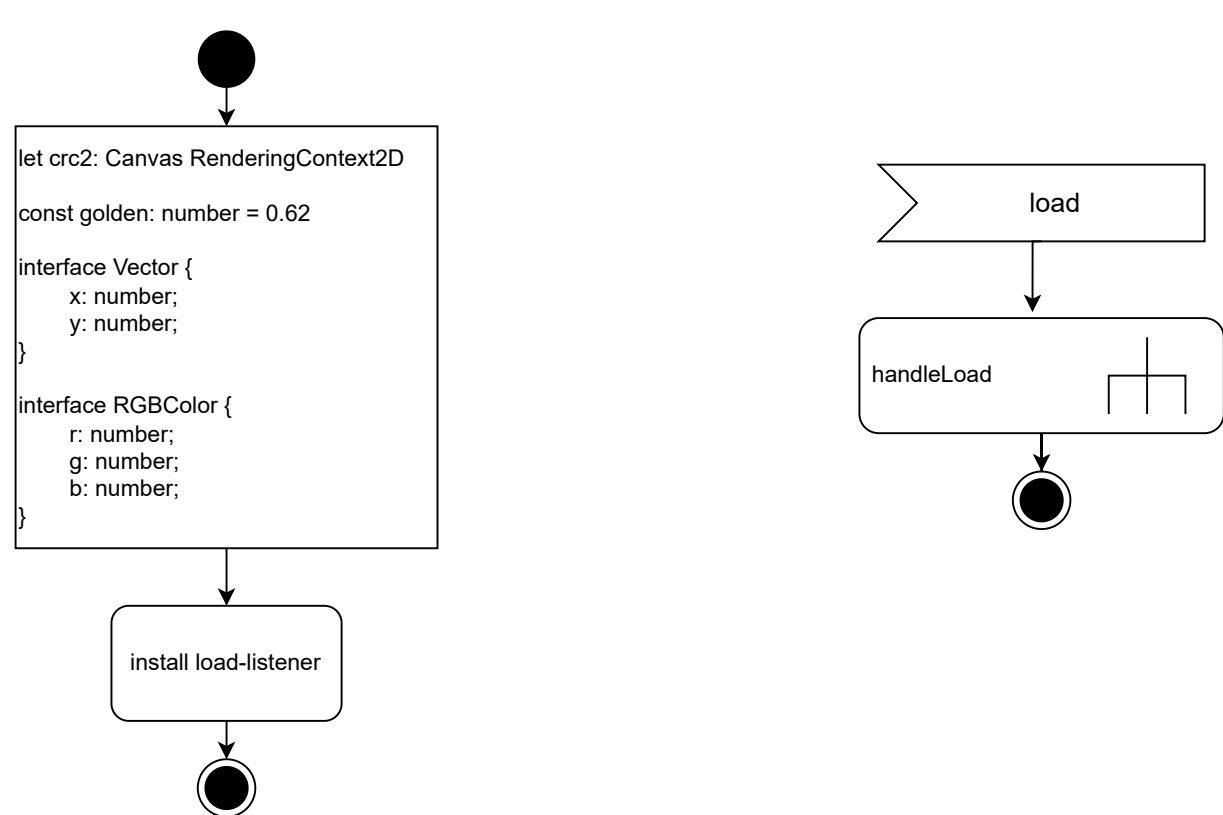 let crc2: Canvas RenderingContext2D
const golden: number = 0.62
interface Vector {
x: number;
y: number;
}
interface RGBColor {
r: number;
g: number;
b: number;
}
install load-listener
load
handleLoad